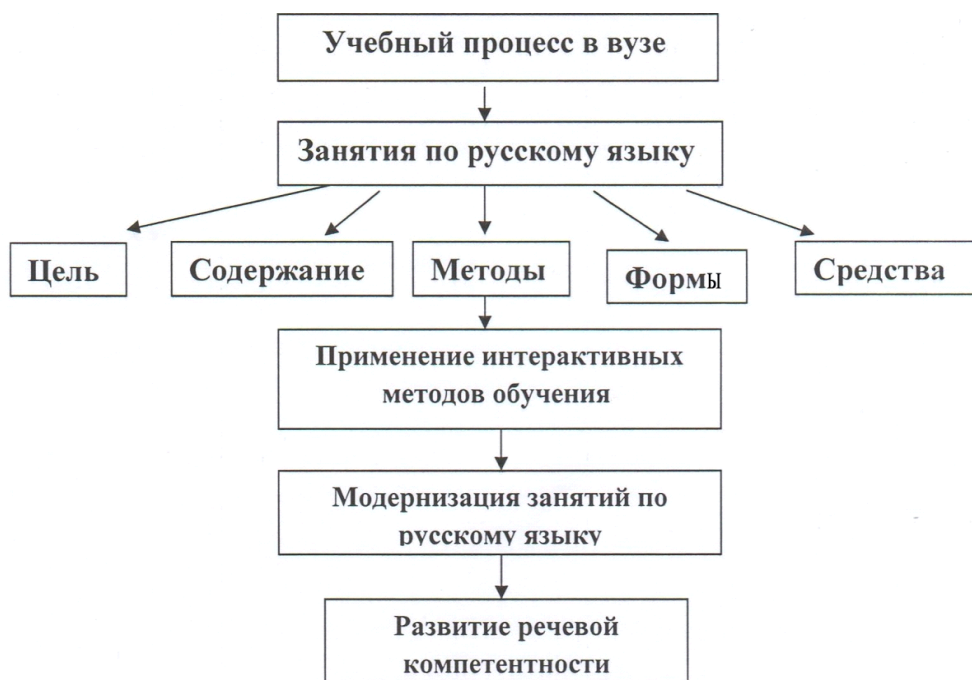 Учебный процесс в вузе
Занятия по русскому языку
Цель
Содержание
Методы
Формы
Средства
Применение интерактивных
методов обучения
Модернизация занятий по
русскому языку
Развитие речевой
компетентности